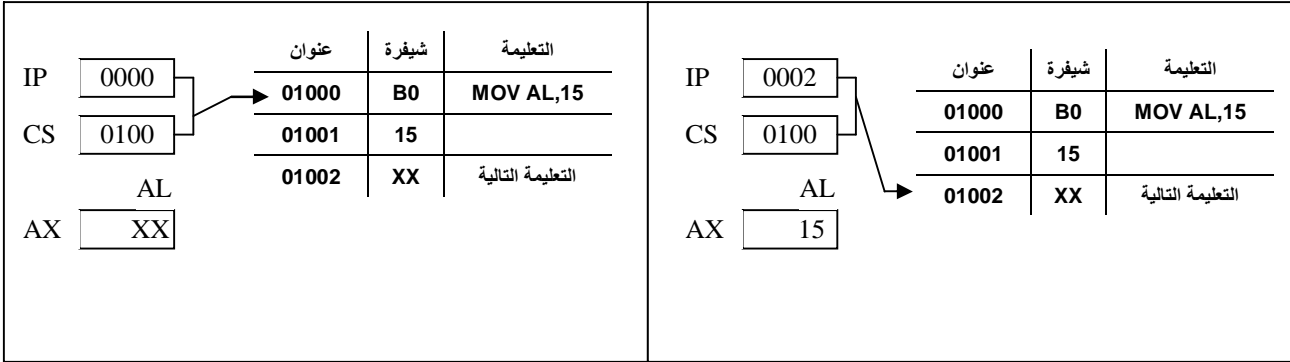 عنوان شيفرة التعليمة
IP 0000
01000 B0 MOV AL,15
CS 0100
01001 15
01002 XX التعليمة التالية
AL
AX XX
عنوان شيفرة التعليمة
IP 0002
01000 B0 MOV AL,15
CS 0100
01001 15
01002 XX التعليمة التالية
AL
AX 15